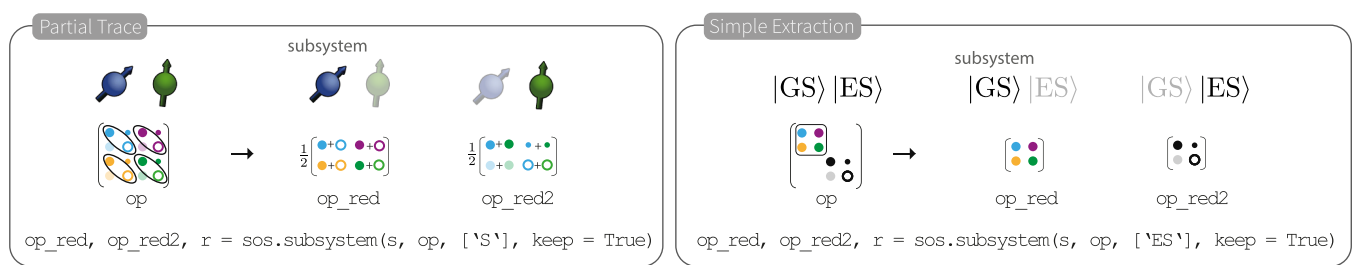 Partial Trace
subsystem
op
1/2
op_red
1/2
op_red2
op_red, op_red2, r = sos.subsystem(s, op, [‘S‘], keep = True)
Simple Extraction
subsystem
|GS⟩ |ES⟩
|GS⟩ |ES⟩
|GS⟩ |ES⟩
op
op_red
op_red2
op_red, op_red2, r = sos.subsystem(s, op, [‘ES‘], keep = True)